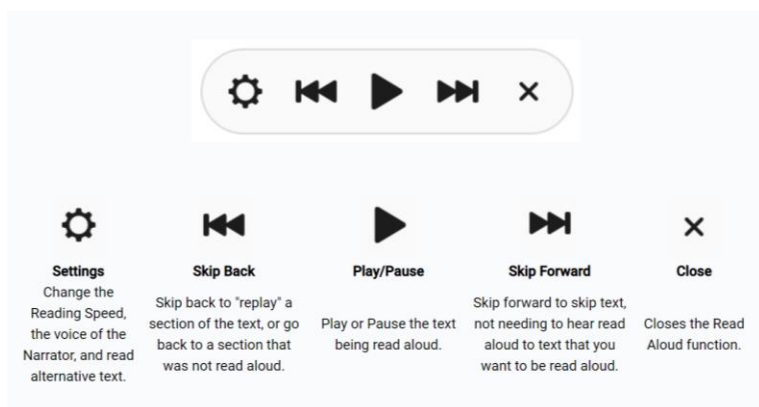 Settings
Change the
Reading Speed,
the voice of the
Narrator, and read
alternative text.
Skip Back
Skip back to "replay" a
section of the text, or go
back to a section that
was not read aloud.
Play/Pause
Play or Pause the text
being read aloud.
Skip Forward
Skip forward to skip text,
not needing to hear read
aloud to text that you
want to be read aloud.
Close
Closes the Read
Aloud function.